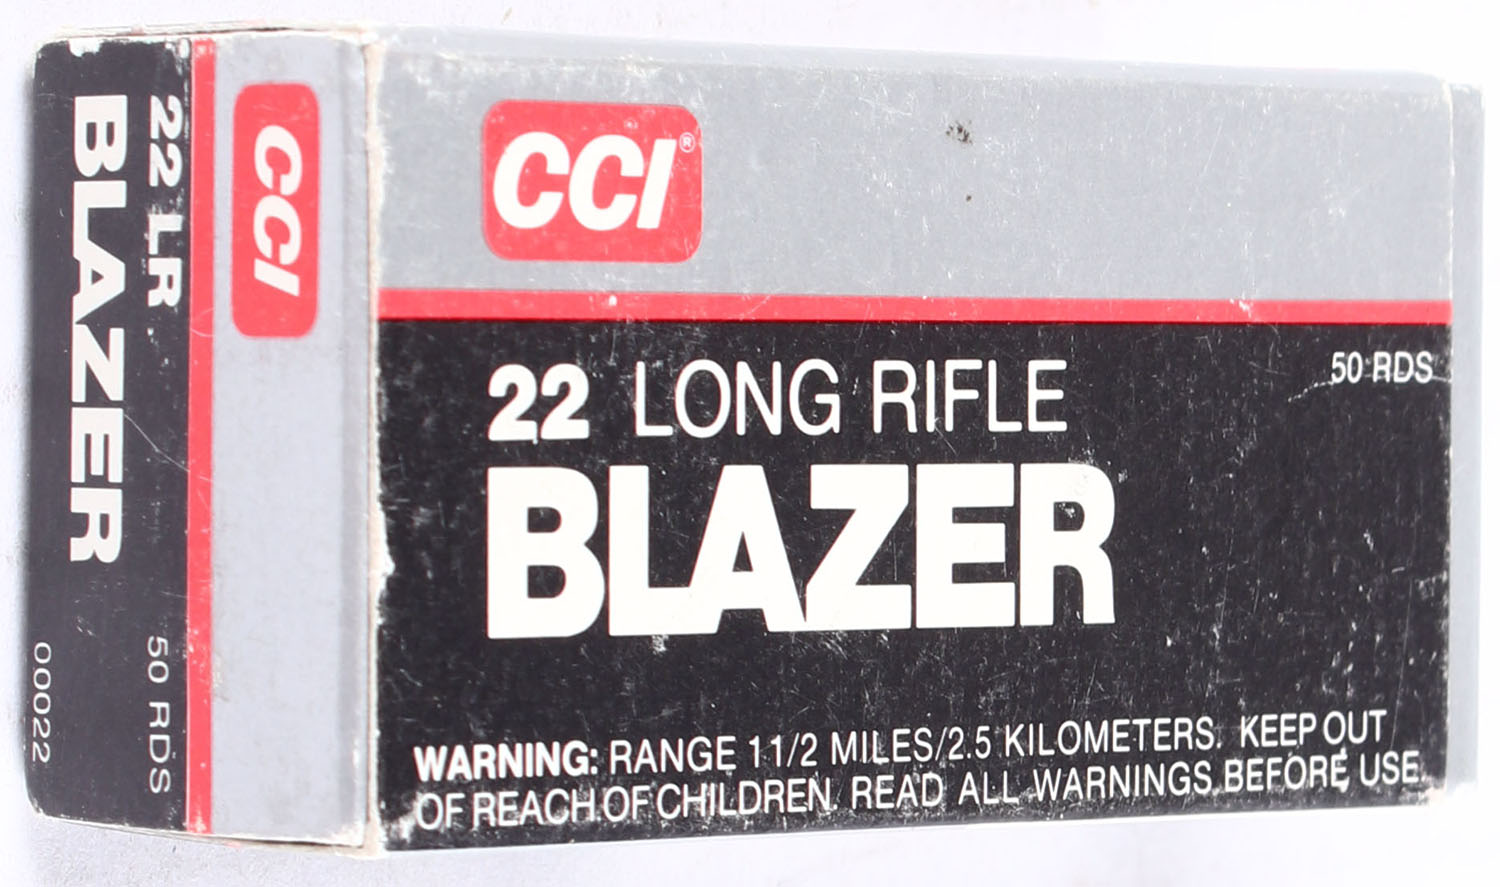 CCI®
22 LONG RIFLE
50 RDS
BLAZER
WARNING: RANGE 1 1/2 MILES/2.5 KILOMETERS. KEEP OUT
OF REACH OF CHILDREN. READ ALL WARNINGS BEFORE USE.
CCI
22 LR
50 RDS
BLAZER
00022